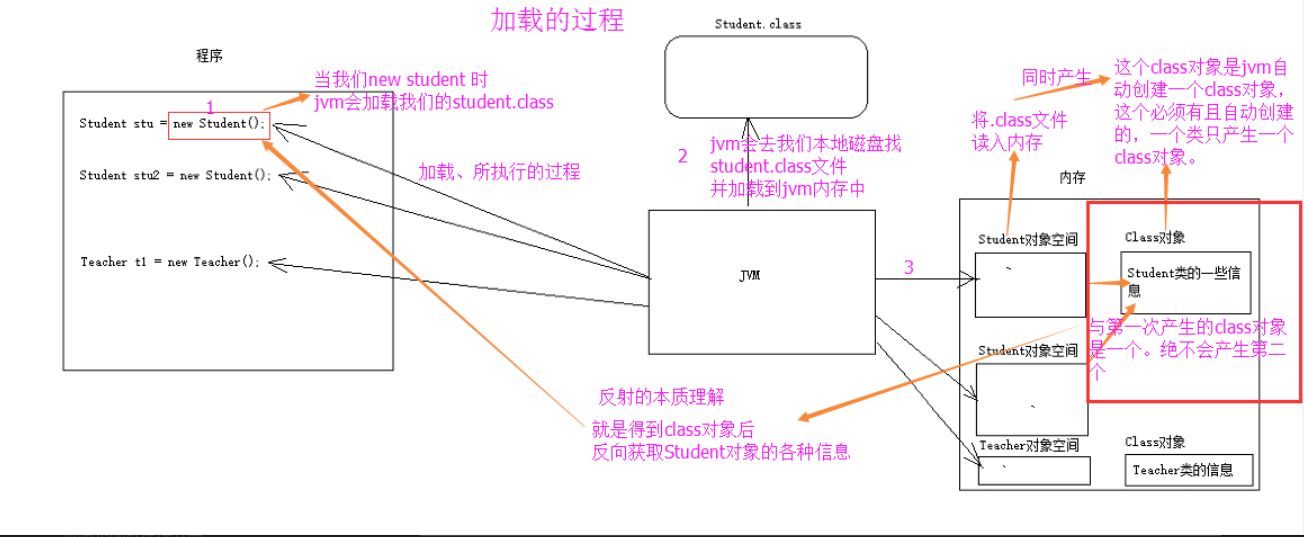 加载的过程
Student.class
程序
当我们new student 时
jvm会加载我们的student.class
1
Student stu = new Student();
Student stu2 = new Student();
Teacher t1 = new Teacher();
加载、所执行的过程
2
jvm会去我们本地磁盘找
student.class文件
并加载到jvm内存中
同时产生
这个class对象是jvm自
动创建一个class对象，
这个必须有且自动创建
的，一个类只产生一个
class对象。
将.class文件
读入内存
内存
JVM
3
Student对象空间
Class对象
Student类的一些信
息
与第一次产生的class对象
是一个。绝不会产生第二
个
Student对象空间
Teacher对象空间
Class对象
Teacher类的信息
反射的本质理解
就是得到class对象后
反向获取Student对象的各种信息